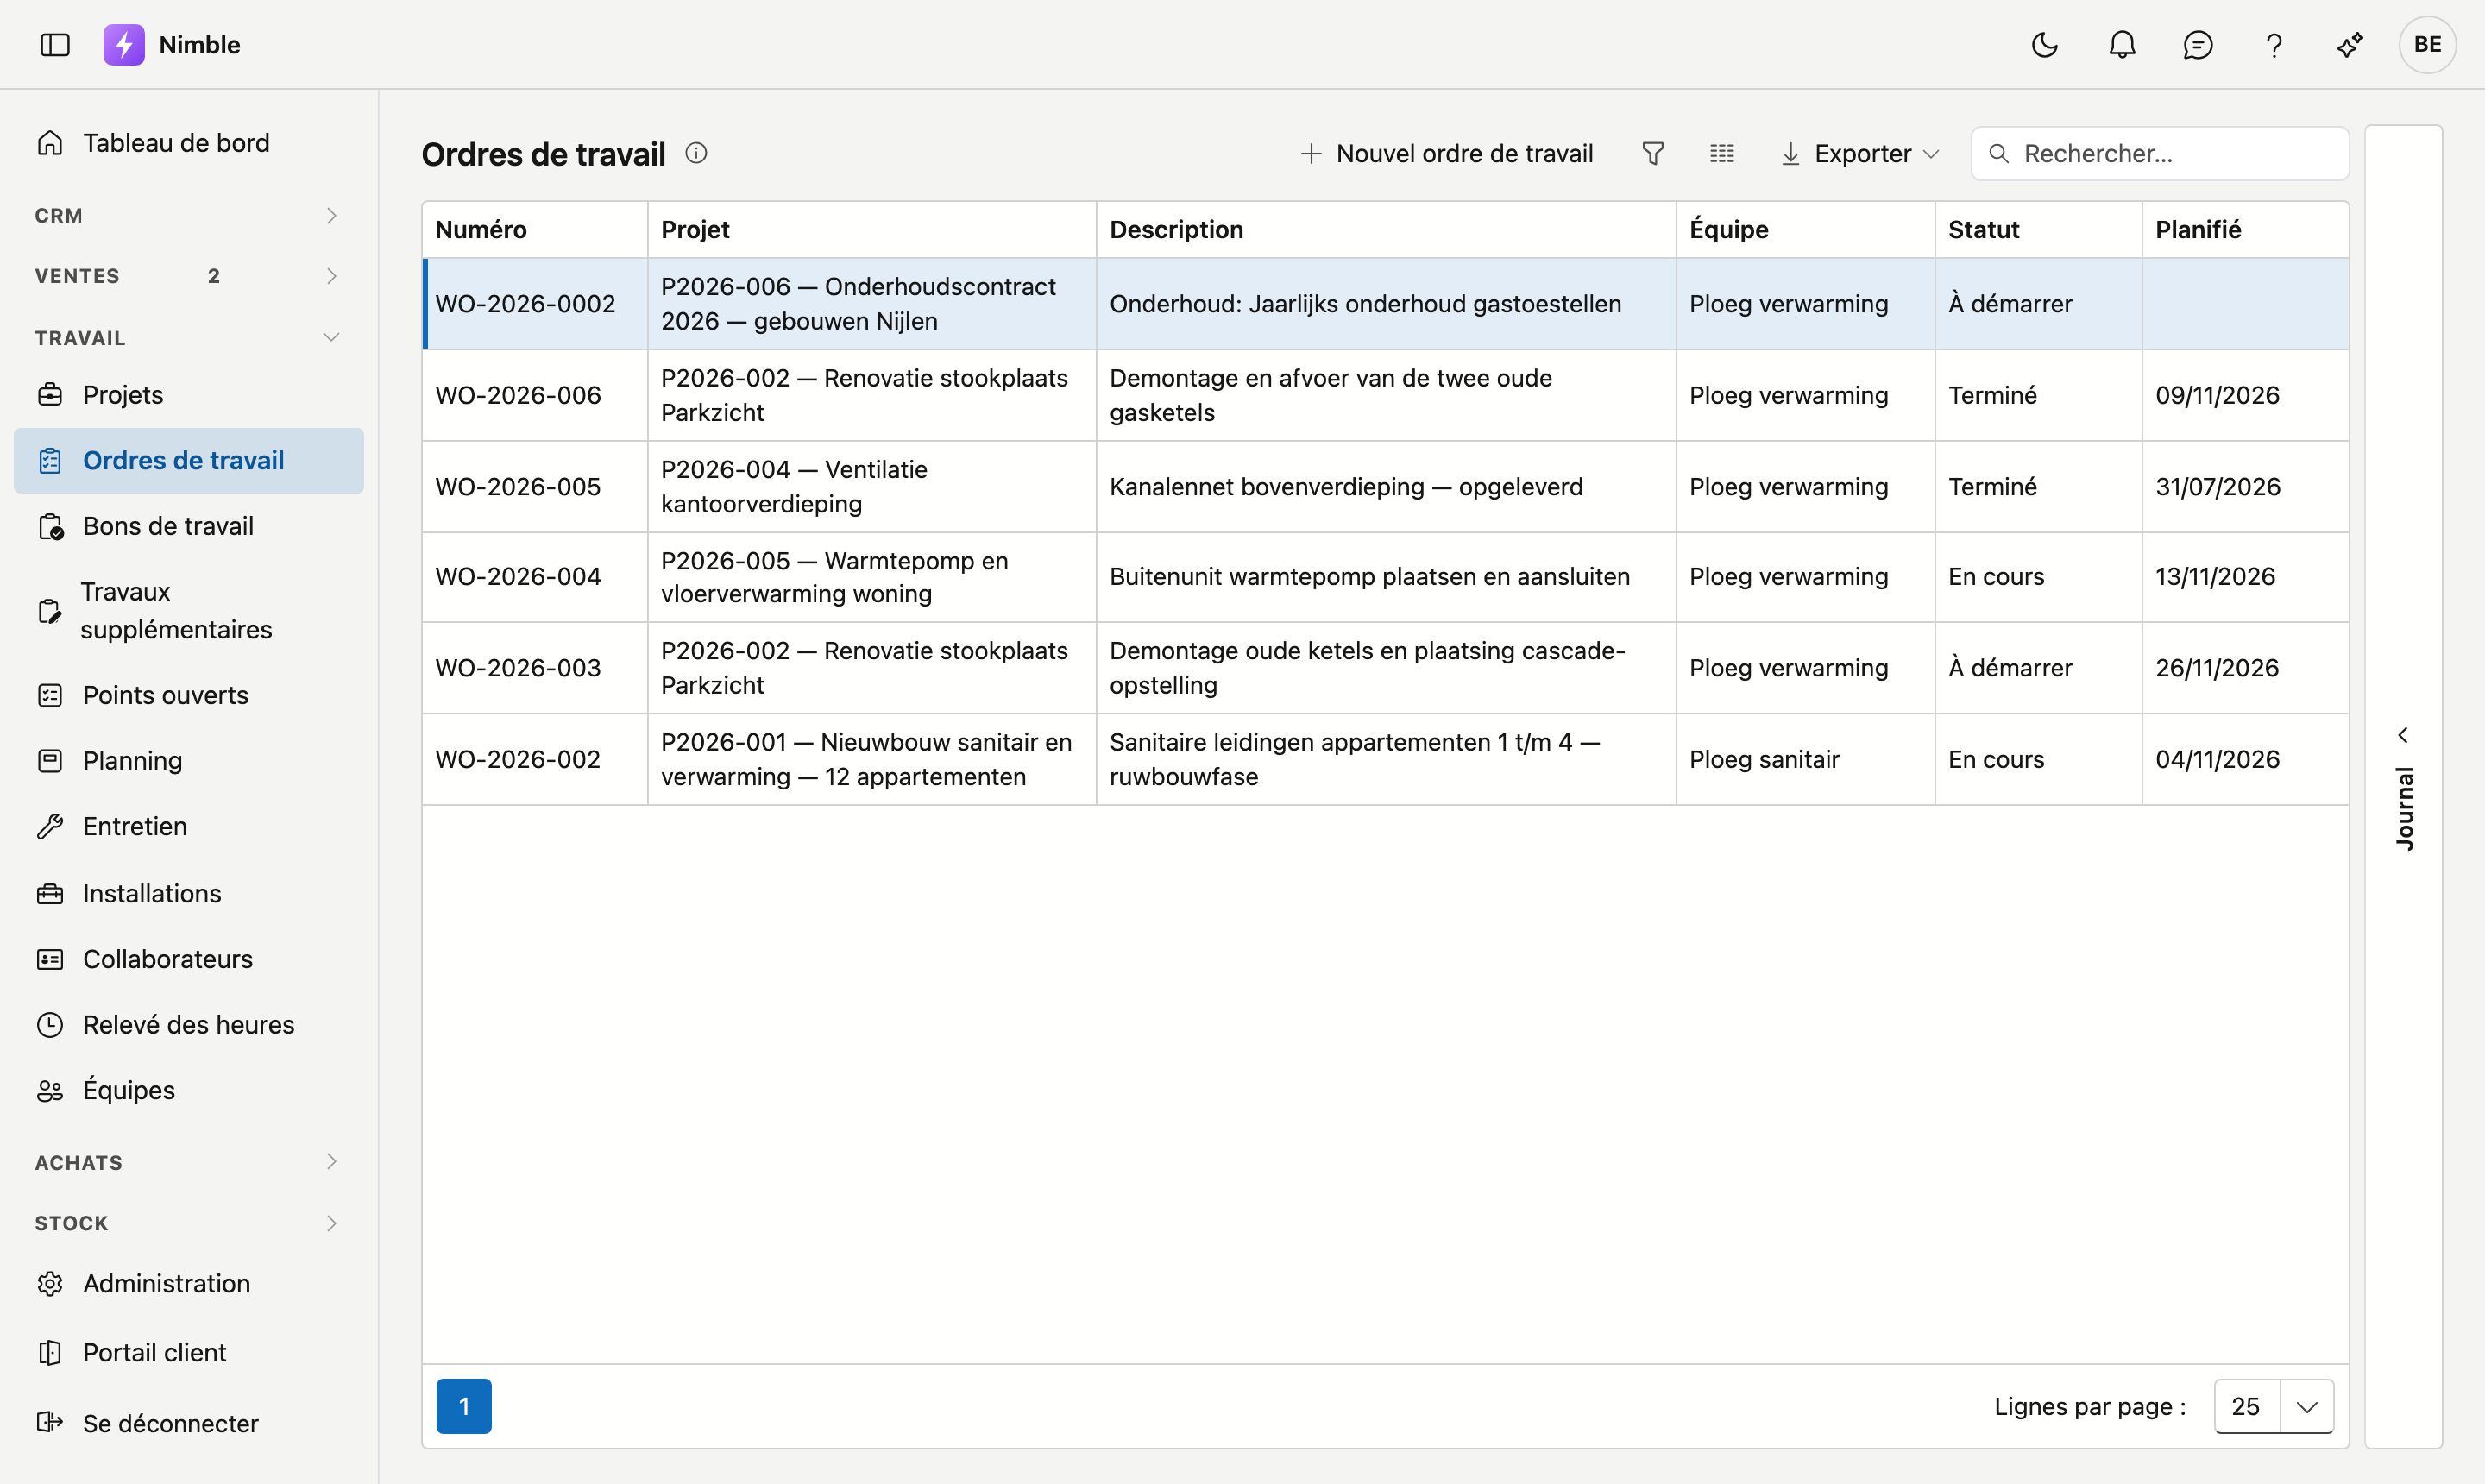 Nimble
BE
Tableau de bord
CRM
VENTES 2
TRAVAIL
Projets
Ordres de travail
Bons de travail
Travaux
supplémentaires
Points ouverts
Planning
Entretien
Installations
Collaborateurs
Relevé des heures
Équipes
ACHATS
STOCK
Administration
Portail client
Se déconnecter
Ordres de travail
Nouvel ordre de travail
Exporter
Rechercher...
Numéro Projet Description Équipe Statut Planifié
WO-2026-0002 P2026-006 — Onderhoudscontract 2026 — gebouwen Nijlen Onderhoud: Jaarlijks onderhoud gastoestellen Ploeg verwarming À démarrer
WO-2026-006 P2026-002 — Renovatie stookplaats Parkzicht Demontage en afvoer van de twee oude gasketels Ploeg verwarming Terminé 09/11/2026
WO-2026-005 P2026-004 — Ventilatie kantoorverdieping Kanalennet bovenverdieping — opgeleverd Ploeg verwarming Terminé 31/07/2026
WO-2026-004 P2026-005 — Warmtepomp en vloerverwarming woning Buitenunit warmtepomp plaatsen en aansluiten Ploeg verwarming En cours 13/11/2026
WO-2026-003 P2026-002 — Renovatie stookplaats Parkzicht Demontage oude ketels en plaatsing cascade-opstelling Ploeg verwarming À démarrer 26/11/2026
WO-2026-002 P2026-001 — Nieuwbouw sanitair en verwarming — 12 appartementen Sanitaire leidingen appartementen 1 t/m 4 — ruwbouwfase Ploeg sanitair En cours 04/11/2026
1
Lignes par page : 25
Journal